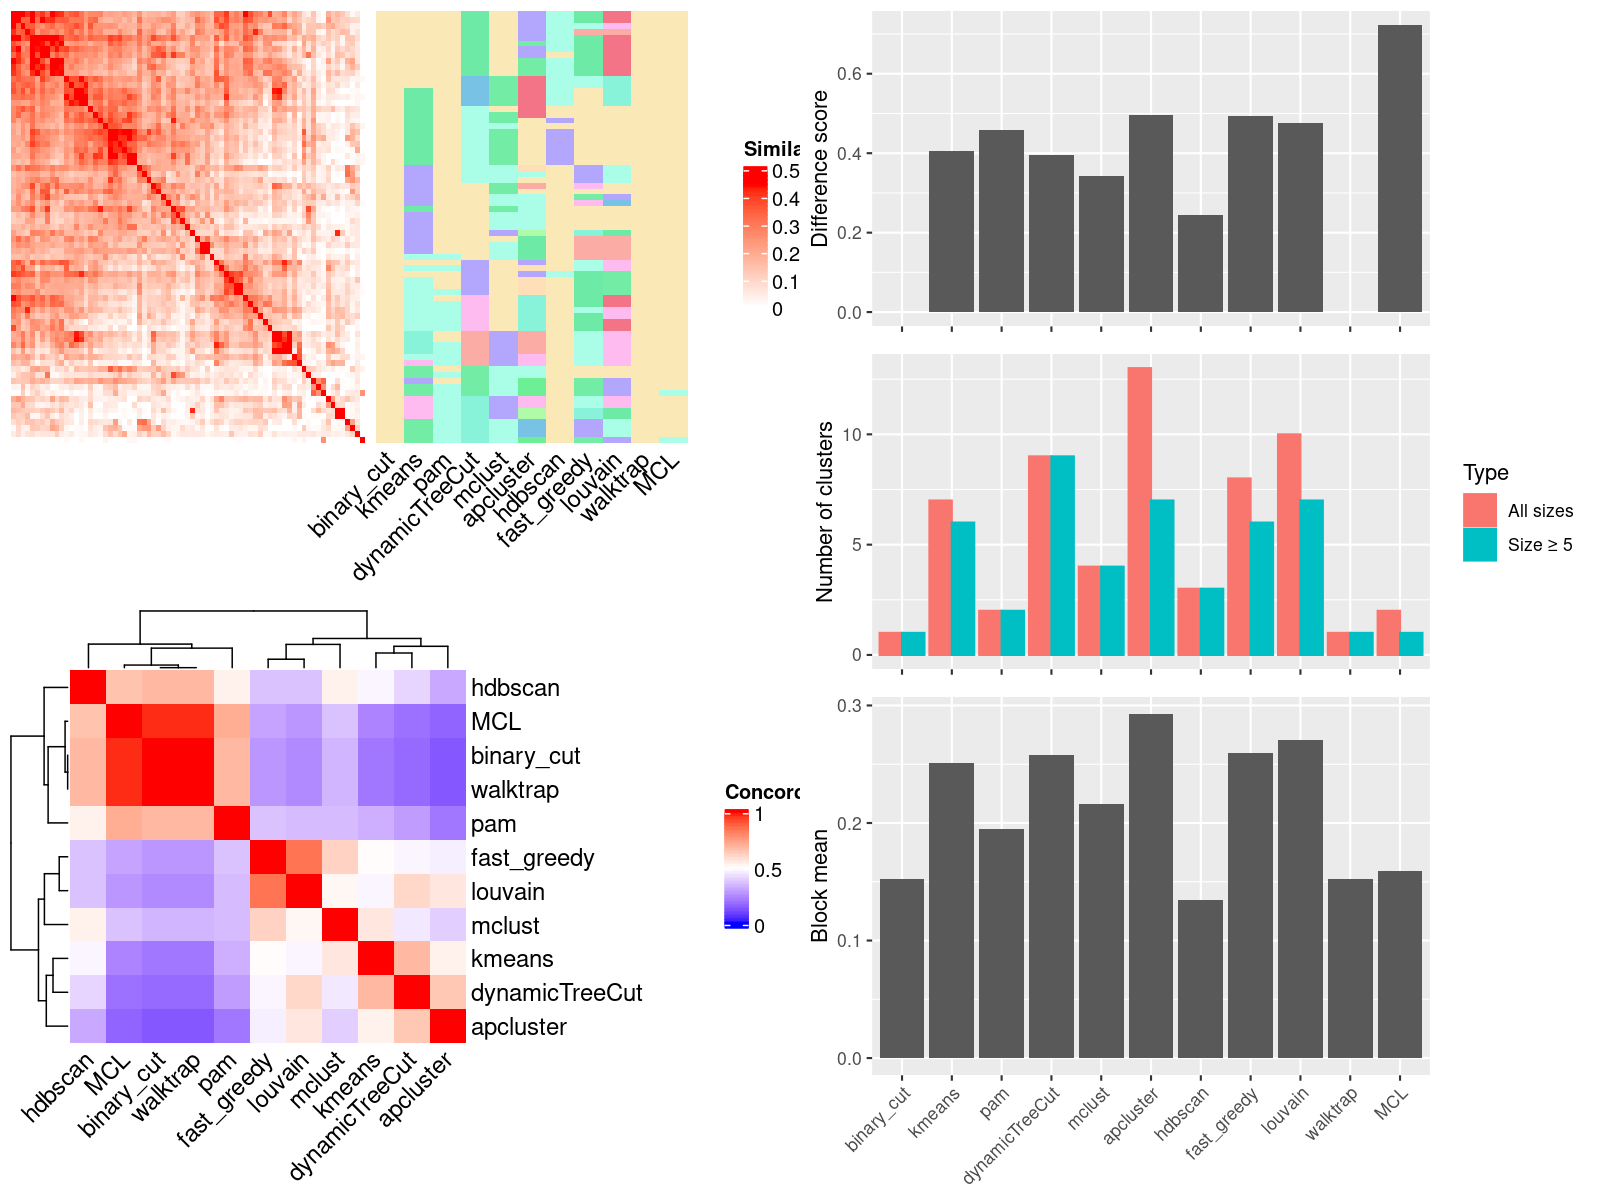 Simila
0.5
0.4
0.3
0.2
0.1
0
binary_cut
kmeans
pam
dynamicTreeCut
mclust
apcluster
hdbscan
fast_greedy
louvain
walktrap
MCL
hdbscan
MCL
binary_cut
walktrap
pam
fast_greedy
louvain
mclust
kmeans
dynamicTreeCut
apcluster
hdbscan
MCL
binary_cut
walktrap
pam
fast_greedy
louvain
mclust
kmeans
dynamicTreeCut
apcluster
Concord
1
0.5
0
Difference score
0.6
0.4
0.2
0.0
Number of clusters
10
5
0
Type
All sizes
Size ≥ 5
Block mean
0.3
0.2
0.1
0.0
binary_cut
kmeans
pam
dynamicTreeCut
mclust
apcluster
hdbscan
fast_greedy
louvain
walktrap
MCL